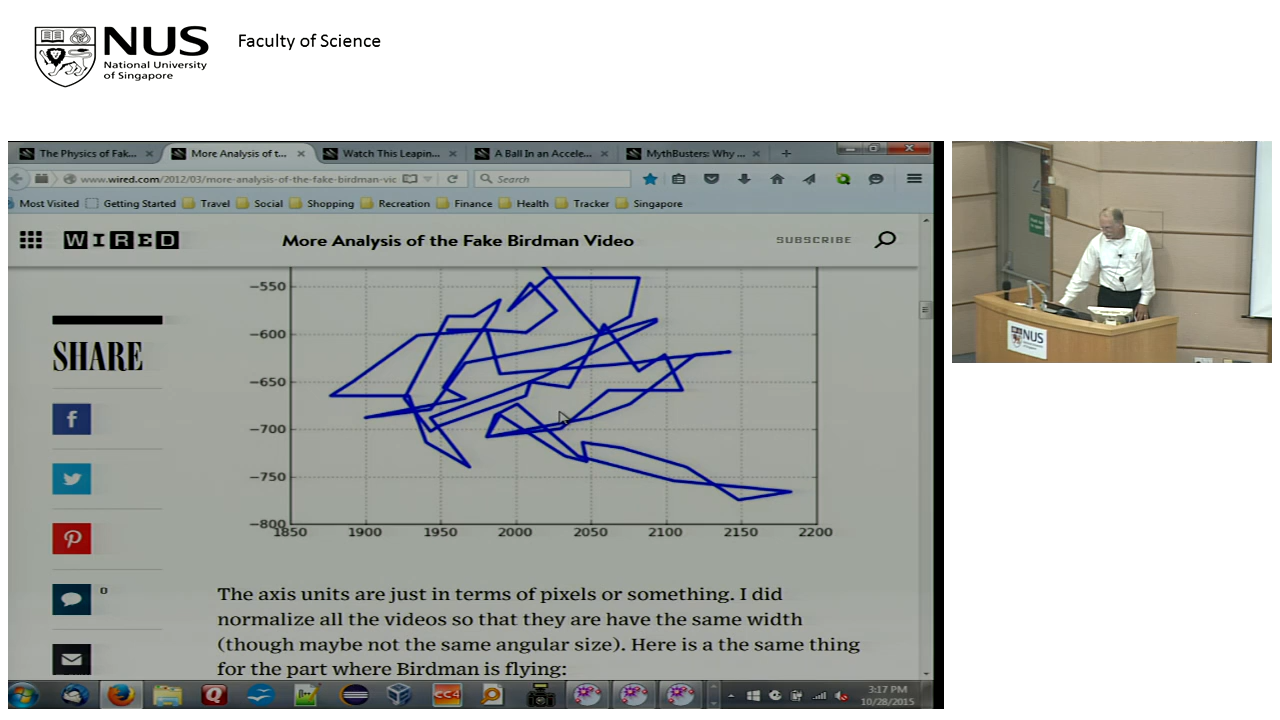 NUS
National University
of Singapore
Faculty of Science
The Physics of Fak...
More Analysis of t...
Watch This Leapin...
A Ball In an Accele...
MythBusters: Why ...
www.wired.com/2012/03/more-analysis-of-the-fake-birdman-vic
Search
Most Visited
Getting Started
Travel
Social
Shopping
Recreation
Finance
Health
Tracker
Singapore
WIRED
More Analysis of the Fake Birdman Video
SUBSCRIBE
SHARE
0
−550
−600
−650
−700
−750
−800
1850 1900 1950 2000 2050 2100 2150 2200
The axis units are just in terms of pixels or something. I did
normalize all the videos so that they are have the same width
(though maybe not the same angular size). Here is a the same thing
for the part where Birdman is flying:
CC4
3:17 PM
10/28/2015
NUS